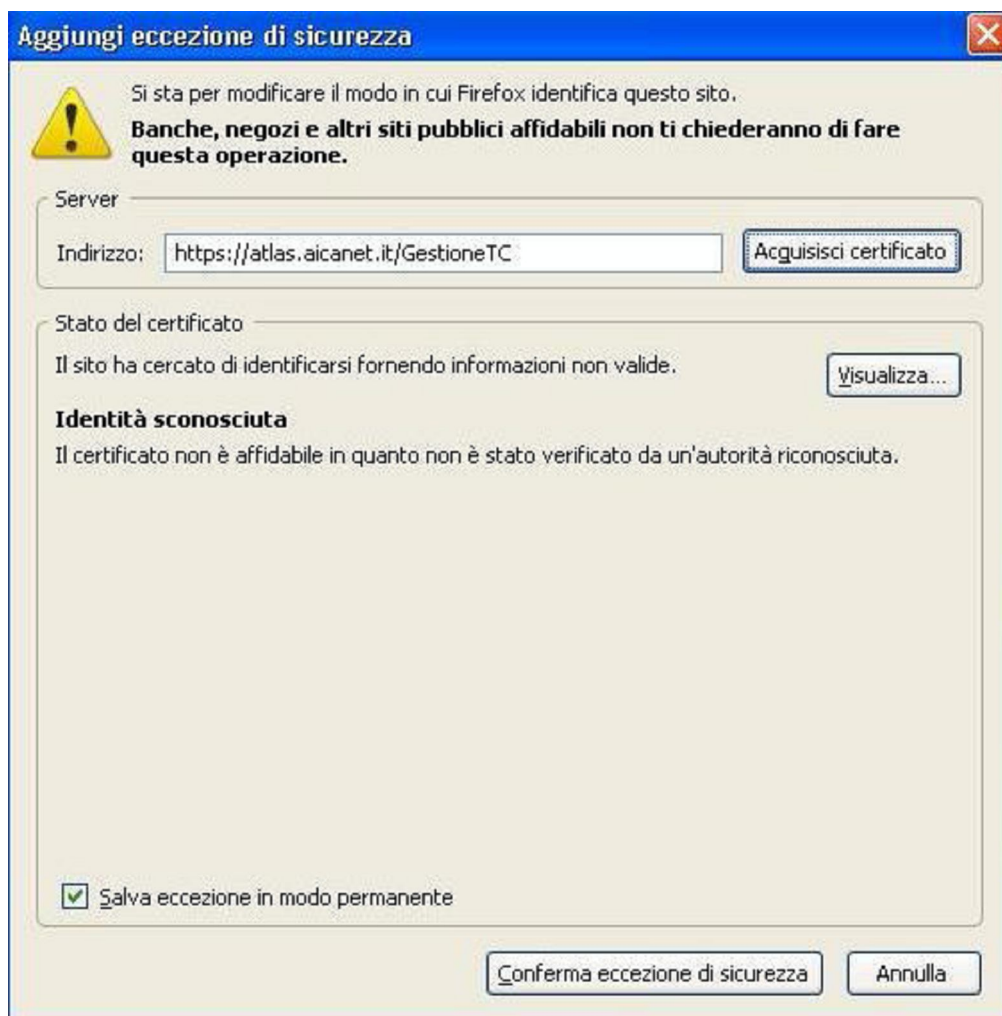 Aggiungi eccezione di sicurezza
Si sta per modificare il modo in cui Firefox identifica questo sito.
Banche, negozi e altri siti pubblici affidabili non ti chiederanno di fare
questa operazione.
Server
Indirizzo: https://atlas.aicanet.it/GestioneTC Acquisisci certificato
Stato del certificato
Il sito ha cercato di identificarsi fornendo informazioni non valide.
Visualizza...
Identità sconosciuta
Il certificato non è affidabile in quanto non è stato verificato da un'autorità riconosciuta.
Salva eccezione in modo permanente
Conferma eccezione di sicurezza Annulla